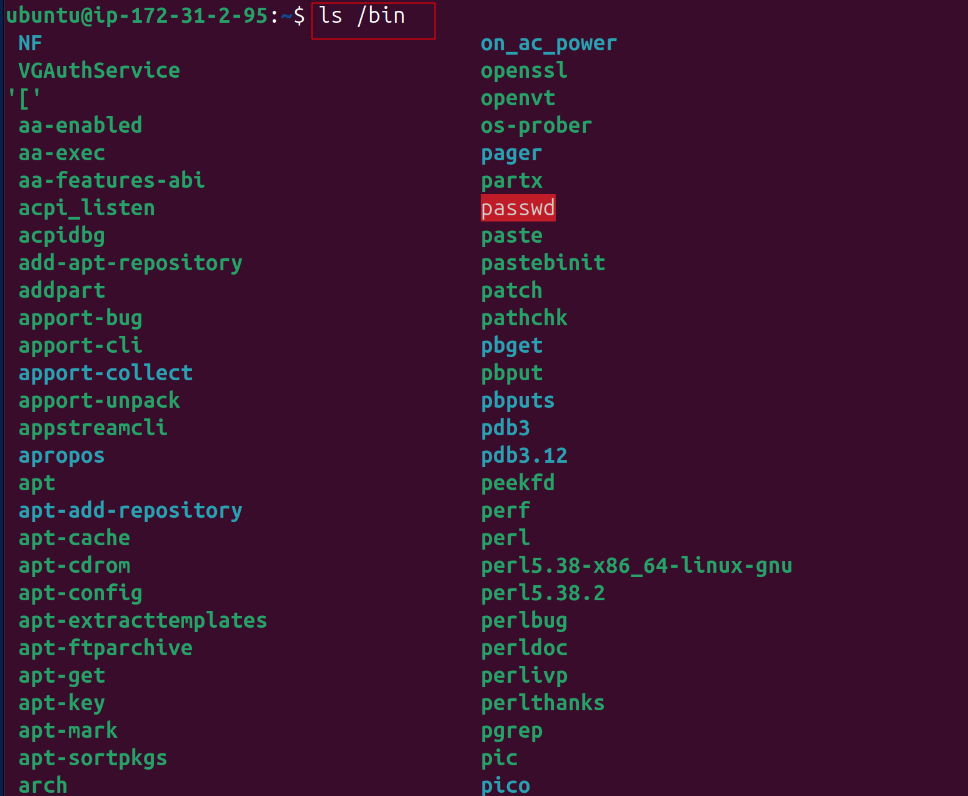 ubuntu@ip-172-31-2-95:~$ ls /bin
NF on_ac_power
VGAuthService openssl
'[' openvt
aa-enabled os-prober
aa-exec pager
aa-features-abi partx
acpi_listen passwd
acpidbg paste
add-apt-repository pastebinit
addpart patch
apport-bug pathchk
apport-cli pbget
apport-collect pbput
apport-unpack pbputs
appstreamcli pdb3
apropos pdb3.12
apt peekfd
apt-add-repository perf
apt-cache perl
apt-cdrom perl5.38-x86_64-linux-gnu
apt-config perl5.38.2
apt-extracttemplates perlbug
apt-ftparchive perldoc
apt-get perlivp
apt-key perlthanks
apt-mark pgrep
apt-sortpkgs pic
arch pico